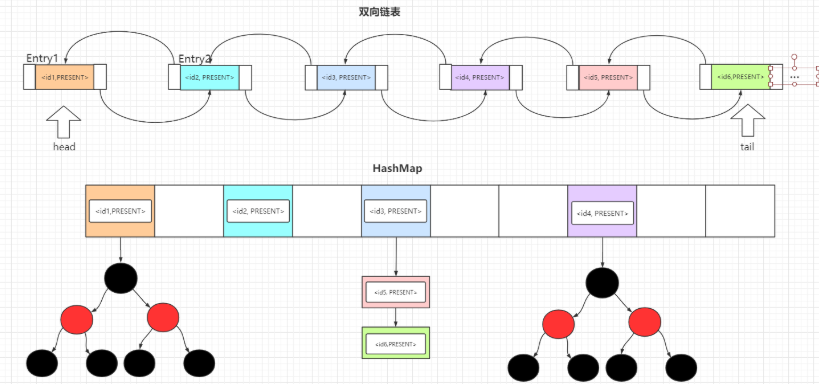 双向链表
Entry1
Entry2
<id1,PRESENT>
<id2, PRESENT>
<id3, PRESENT>
<id4, PRESENT>
<id5, PRESENT>
<id6,PRESENT>
...
head
tail
HashMap
<id1,PRESENT>
<id2, PRESENT>
<id3, PRESENT>
<id4, PRESENT>
<id5, PRESENT>
<id6,PRESENT>